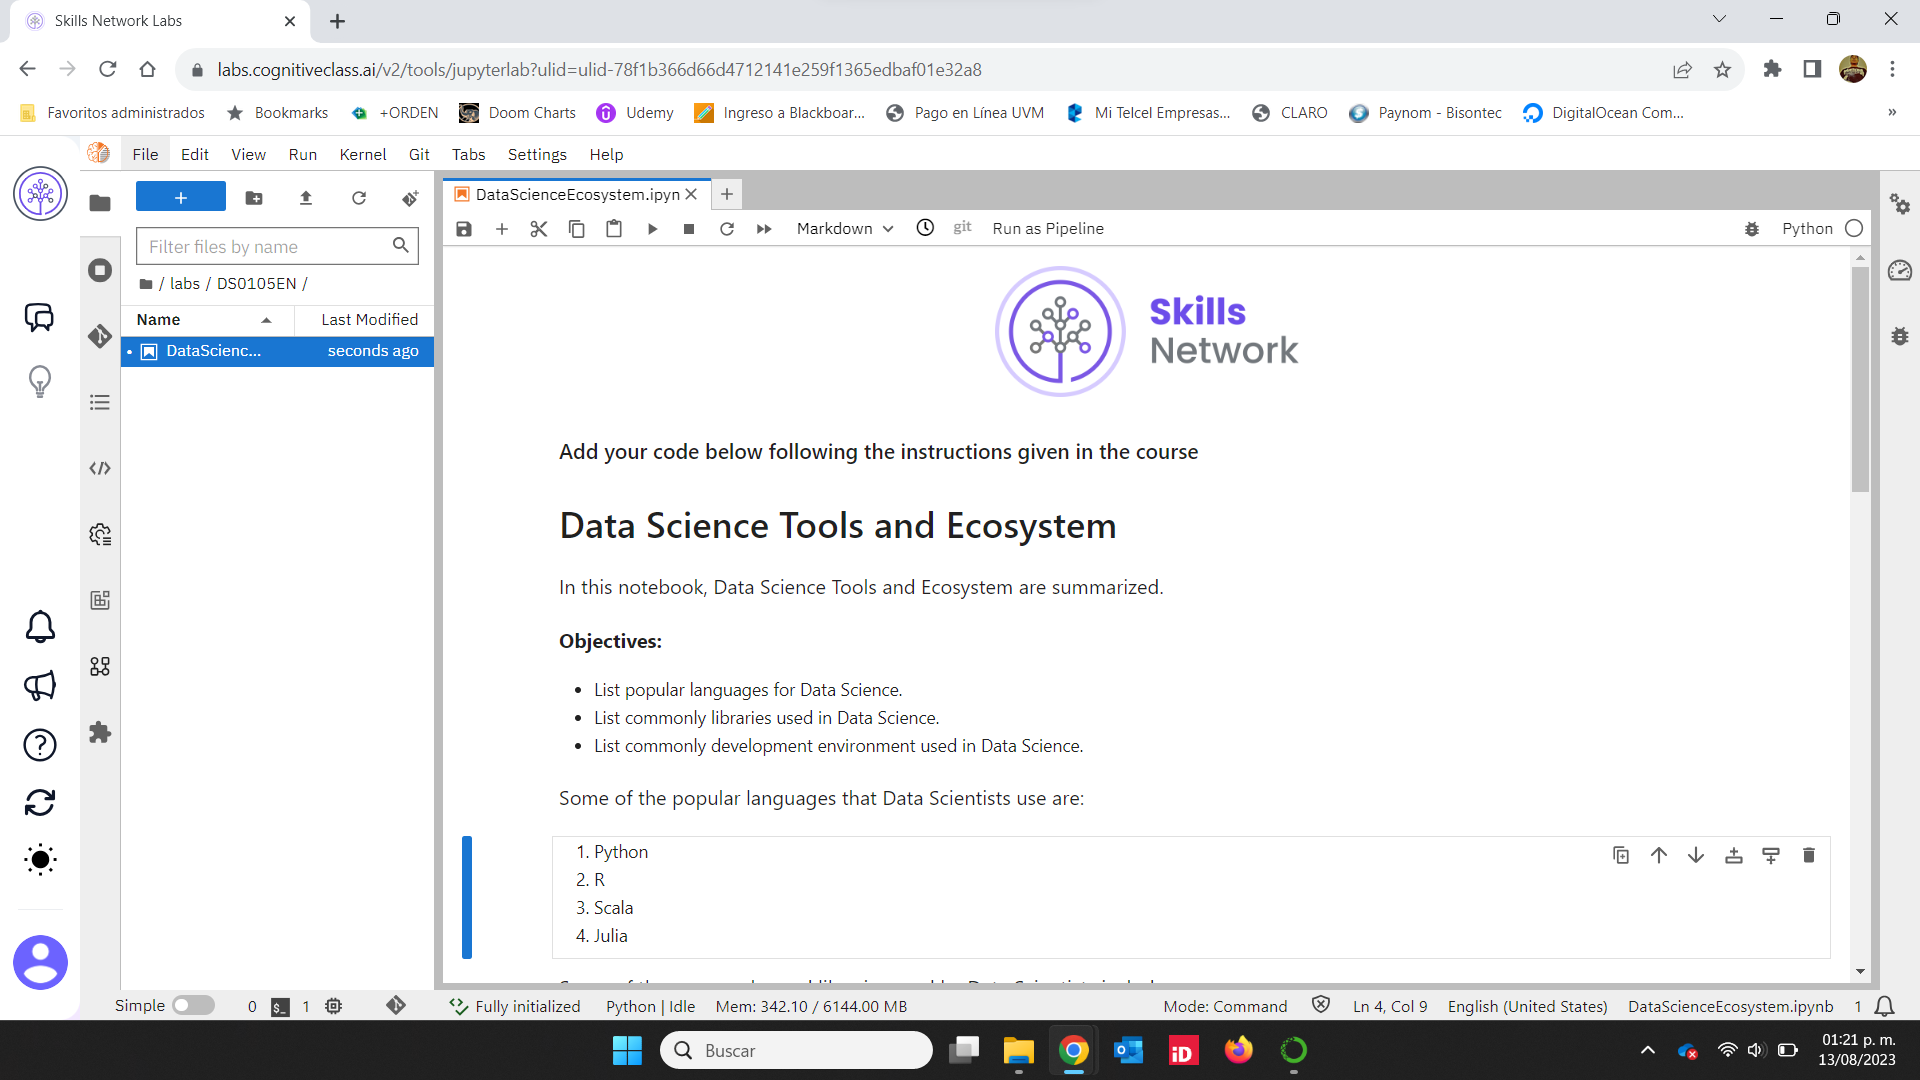 Skills Network Labs
labs.cognitiveclass.ai/v2/tools/jupyterlab?ulid=ulid-78f1b366d66d4712141e259f1365edbaf01e32a8
Favoritos administrados
Bookmarks
+ORDEN
Doom Charts
Udemy
Ingreso a Blackboar...
Pago en Línea UVM
Mi Telcel Empresas...
CLARO
Paynom - Bisontec
DigitalOcean Com...
»
File Edit View Run Kernel Git Tabs Settings Help
DataScienceEcosystem.ipyn
Markdown
git
Run as Pipeline
Python
Filter files by name
/ labs / DS0105EN /
Name
Last Modified
DataScienc...
seconds ago
Skills
Network
Add your code below following the instructions given in the course
Data Science Tools and Ecosystem
In this notebook, Data Science Tools and Ecosystem are summarized.
Objectives:
• List popular languages for Data Science.
• List commonly libraries used in Data Science.
• List commonly development environment used in Data Science.
Some of the popular languages that Data Scientists use are:
1. Python
2. R
3. Scala
4. Julia
Simple
0
$_
1
Fully initialized
Python | Idle
Mem: 342.10 / 6144.00 MB
Mode: Command
Ln 4, Col 9
English (United States)
DataScienceEcosystem.ipynb
1
Buscar
iD
01:21 p. m.
13/08/2023